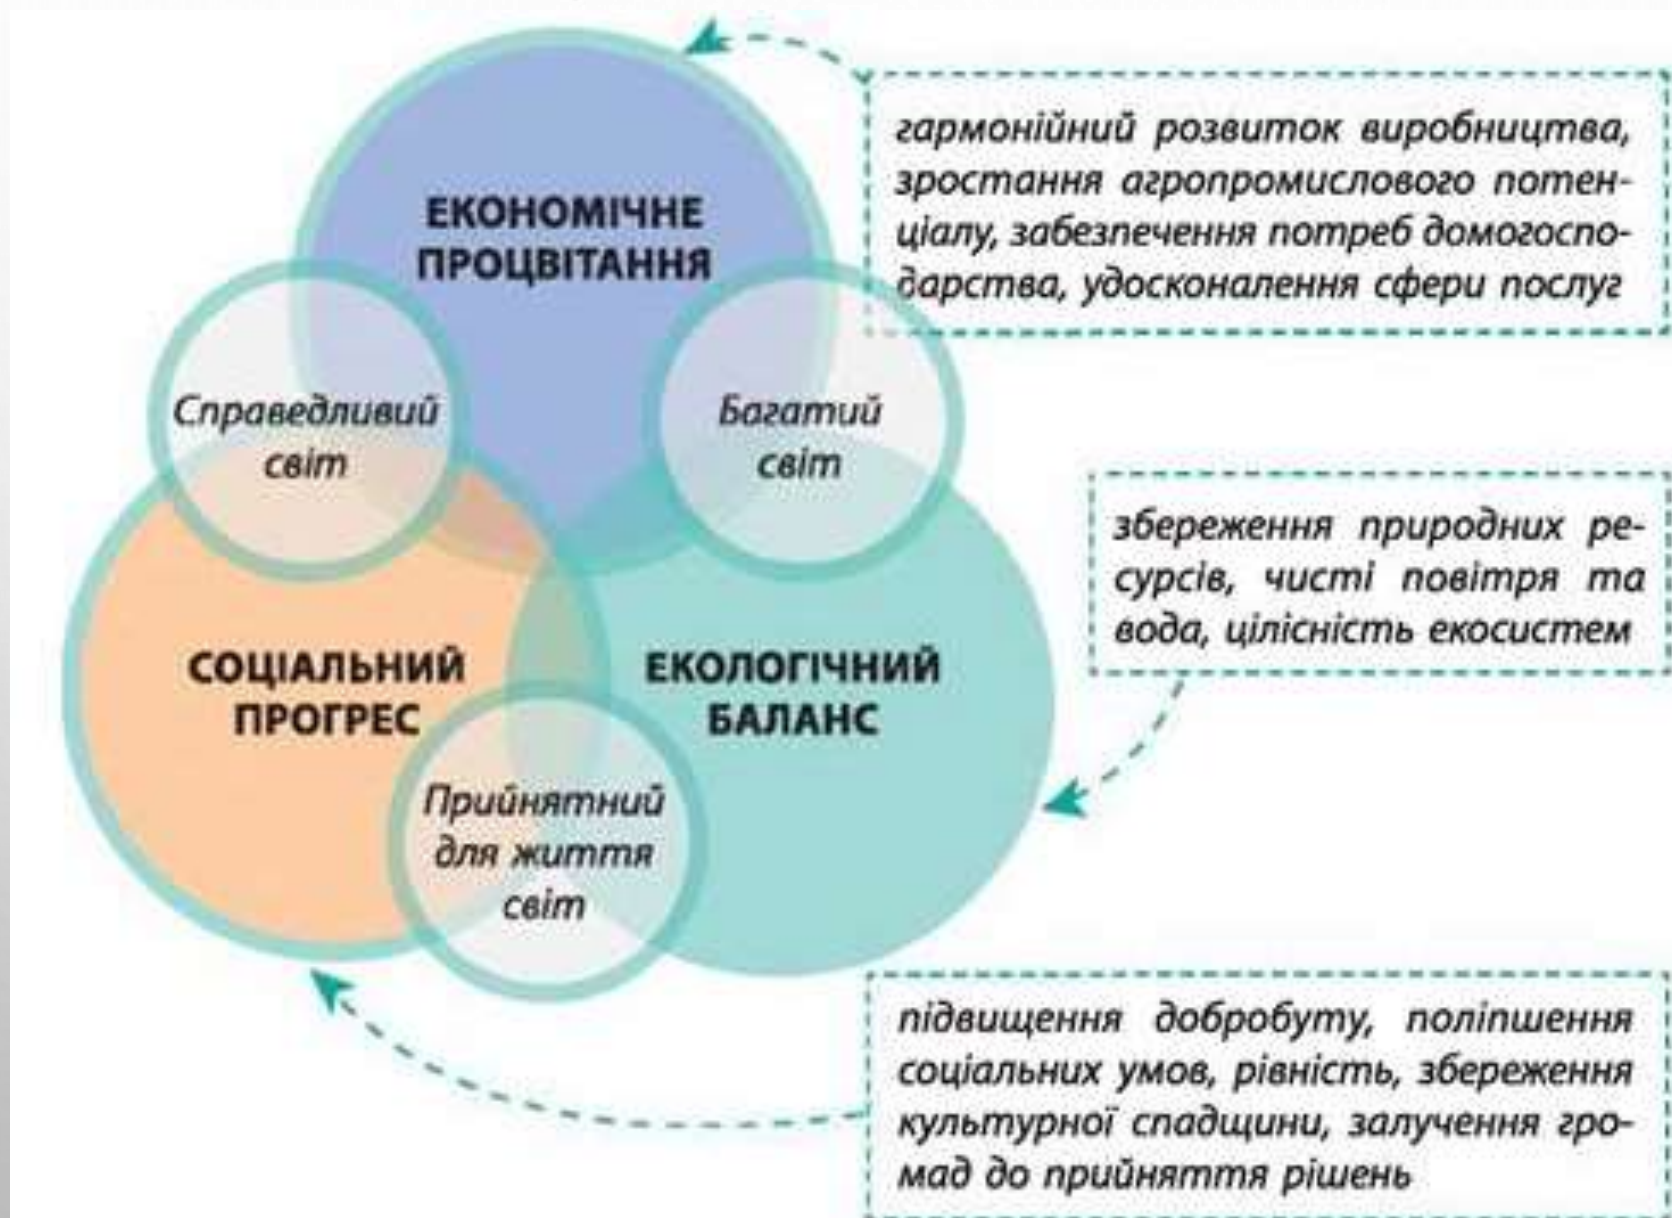 ЕКОНОМІЧНЕ
ПРОЦВІТАННЯ
гармонійний розвиток виробництва,
зростання агропромислового потен-
ціалу, забезпечення потреб домогоспо-
дарства, удосконалення сфери послуг
Справедливий
світ
Багатий
світ
збереження природних ре-
сурсів, чисті повітря та
вода, цілісність екосистем
СОЦІАЛЬНИЙ
ПРОГРЕС
ЕКОЛОГІЧНИЙ
БАЛАНС
Прийнятний
для життя
світ
підвищення добробуту, поліпшення
соціальних умов, рівність, збереження
культурної спадщини, залучення гро-
мад до прийняття рішень